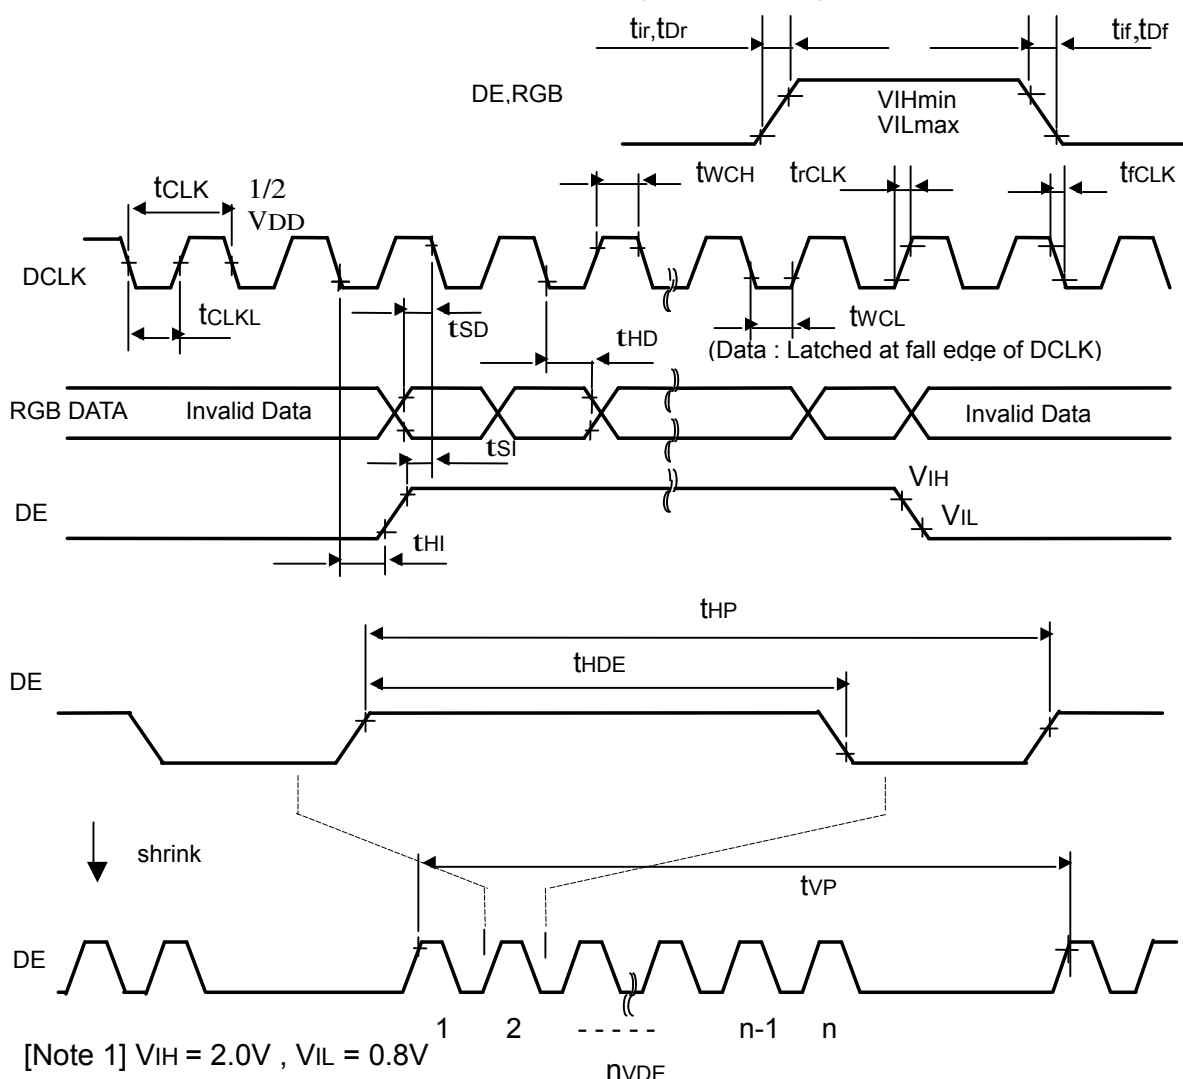 tir,tDr
tif,tDf
DE,RGB
VIHmin
VILmax
tCLK
1/2
VDD
tWCH
trCLK
tfCLK
DCLK
tCLKL
tSD
tHD
tWCL
(Data : Latched at fall edge of DCLK)
RGB DATA
Invalid Data
Invalid Data
tSI
VIH
DE
VIL
tHI
tHP
tHDE
DE
shrink
tVP
DE
1 2 - - - - - n-1 n
[Note 1] VIH = 2.0V , VIL = 0.8V
nVDE